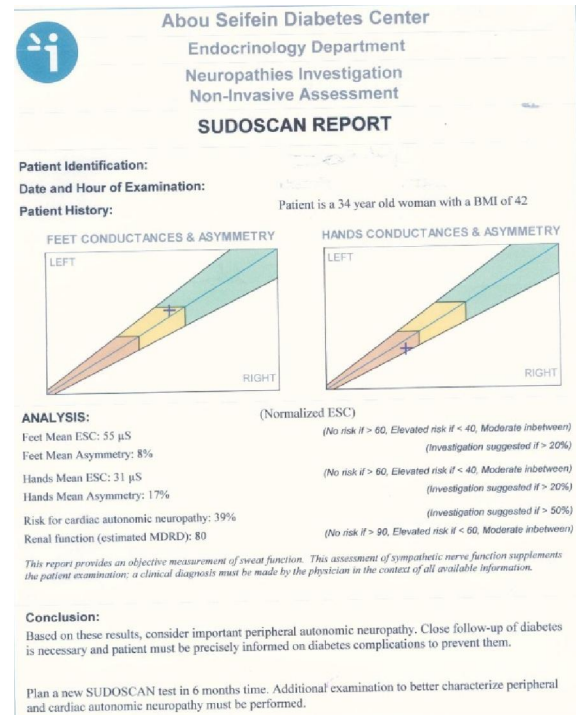 Abou Seifein Diabetes Center
Endocrinology Department
Neuropathies Investigation
Non-Invasive Assessment
SUDOSCAN REPORT
Patient Identification:
Date and Hour of Examination:
Patient History: Patient is a 34 year old woman with a BMI of 42
FEET CONDUCTANCES & ASYMMETRY
LEFT
RIGHT
HANDS CONDUCTANCES & ASYMMETRY
LEFT
RIGHT
ANALYSIS: (Normalized ESC)
Feet Mean ESC: 55 µS (No risk if > 60, Elevated risk if < 40, Moderate inbetween)
Feet Mean Asymmetry: 8% (Investigation suggested if > 20%)
Hands Mean ESC: 31 µS (No risk if > 60, Elevated risk if < 40, Moderate inbetween)
Hands Mean Asymmetry: 17% (Investigation suggested if > 20%)
Risk for cardiac autonomic neuropathy: 39% (Investigation suggested if > 50%)
Renal function (estimated MDRD): 80 (No risk if > 90, Elevated risk if < 60, Moderate inbetween)
This report provides an objective measurement of sweat function. This assessment of sympathetic nerve function supplements
the patient examination; a clinical diagnosis must be made by the physician in the context of all available information.
Conclusion:
Based on these results, consider important peripheral autonomic neuropathy. Close follow-up of diabetes
is necessary and patient must be precisely informed on diabetes complications to prevent them.
Plan a new SUDOSCAN test in 6 months time. Additional examination to better characterize peripheral
and cardiac autonomic neuropathy must be performed.